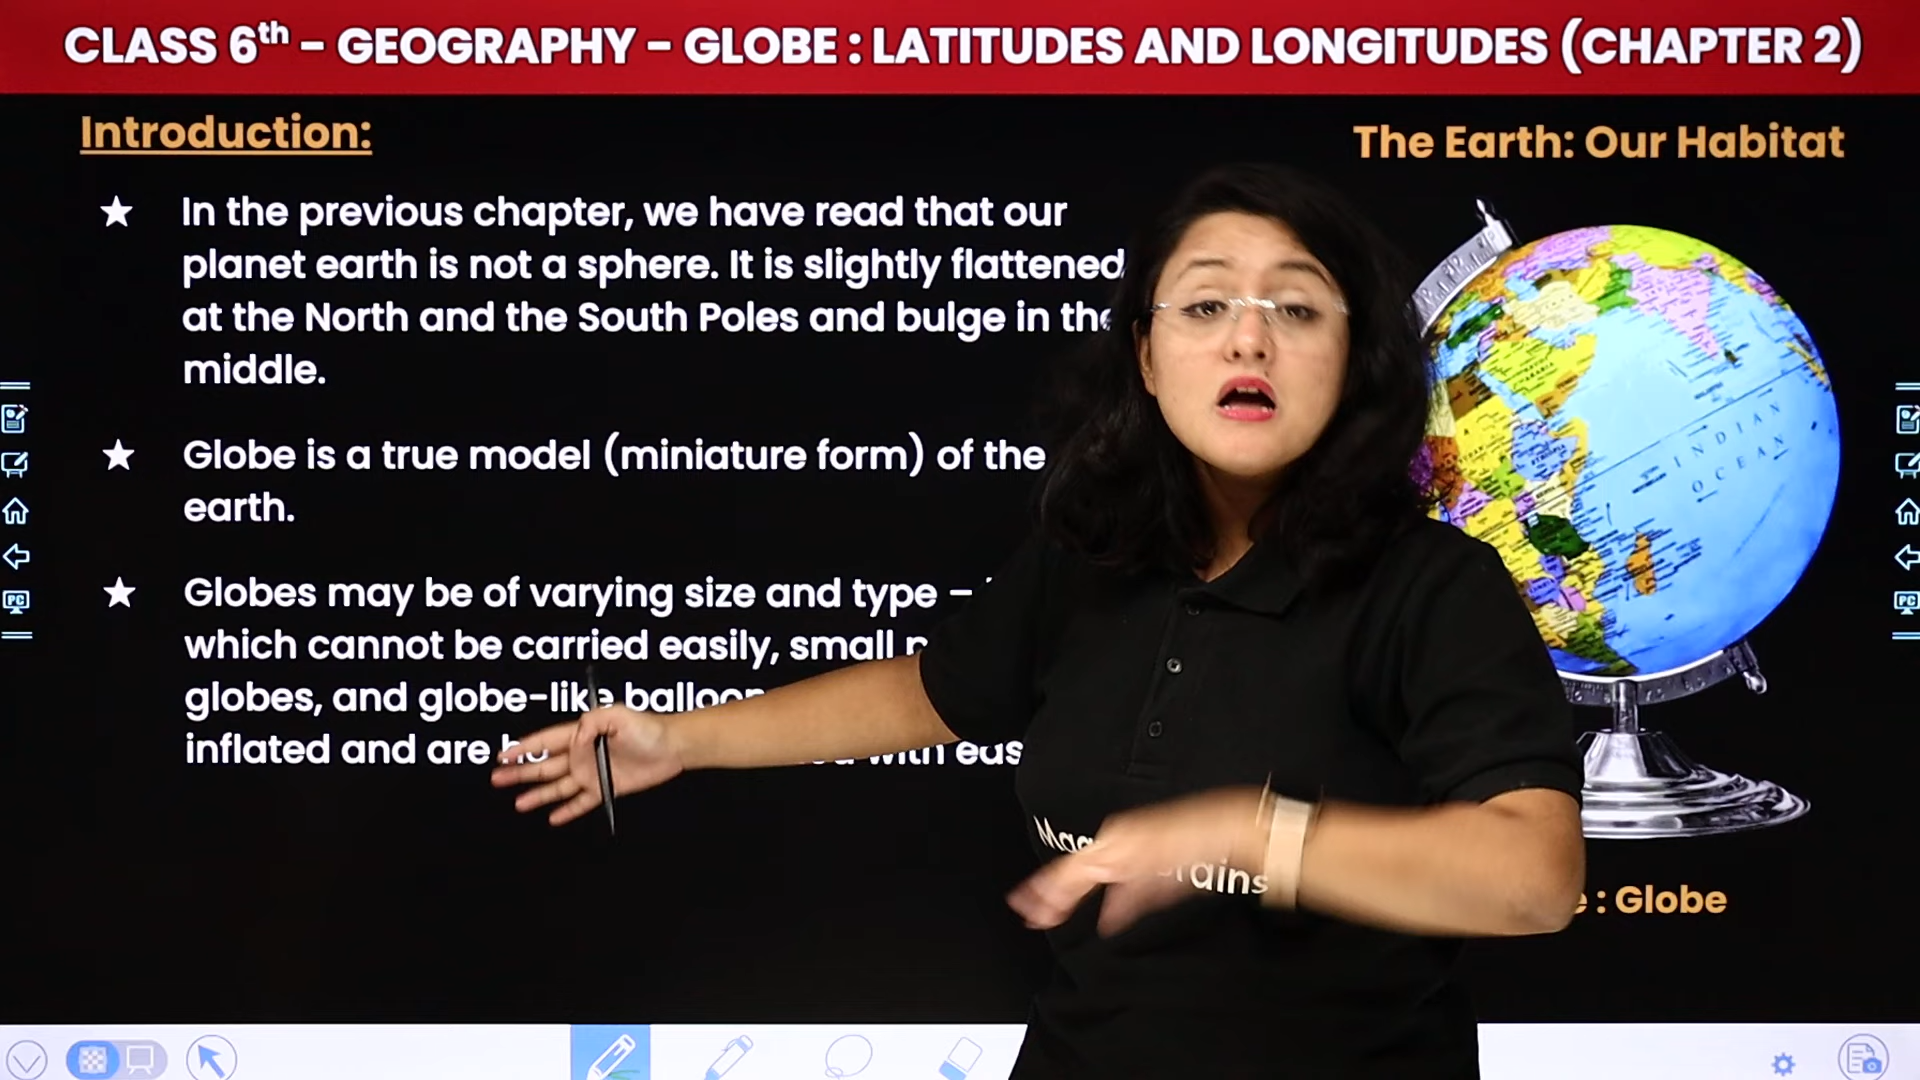 CLASS 6th - GEOGRAPHY - GLOBE : LATITUDES AND LONGITUDES (CHAPTER 2)
Introduction:
The Earth: Our Habitat
In the previous chapter, we have read that our
planet earth is not a sphere. It is slightly flattened
at the North and the South Poles and bulge in the
middle.
Globe is a true model (miniature form) of the
earth.
Globes may be of varying size and type –
which cannot be carried easily, small
globes, and globe-like
inflated and are with
INDIAN
OCEAN
: Globe
PC
PC